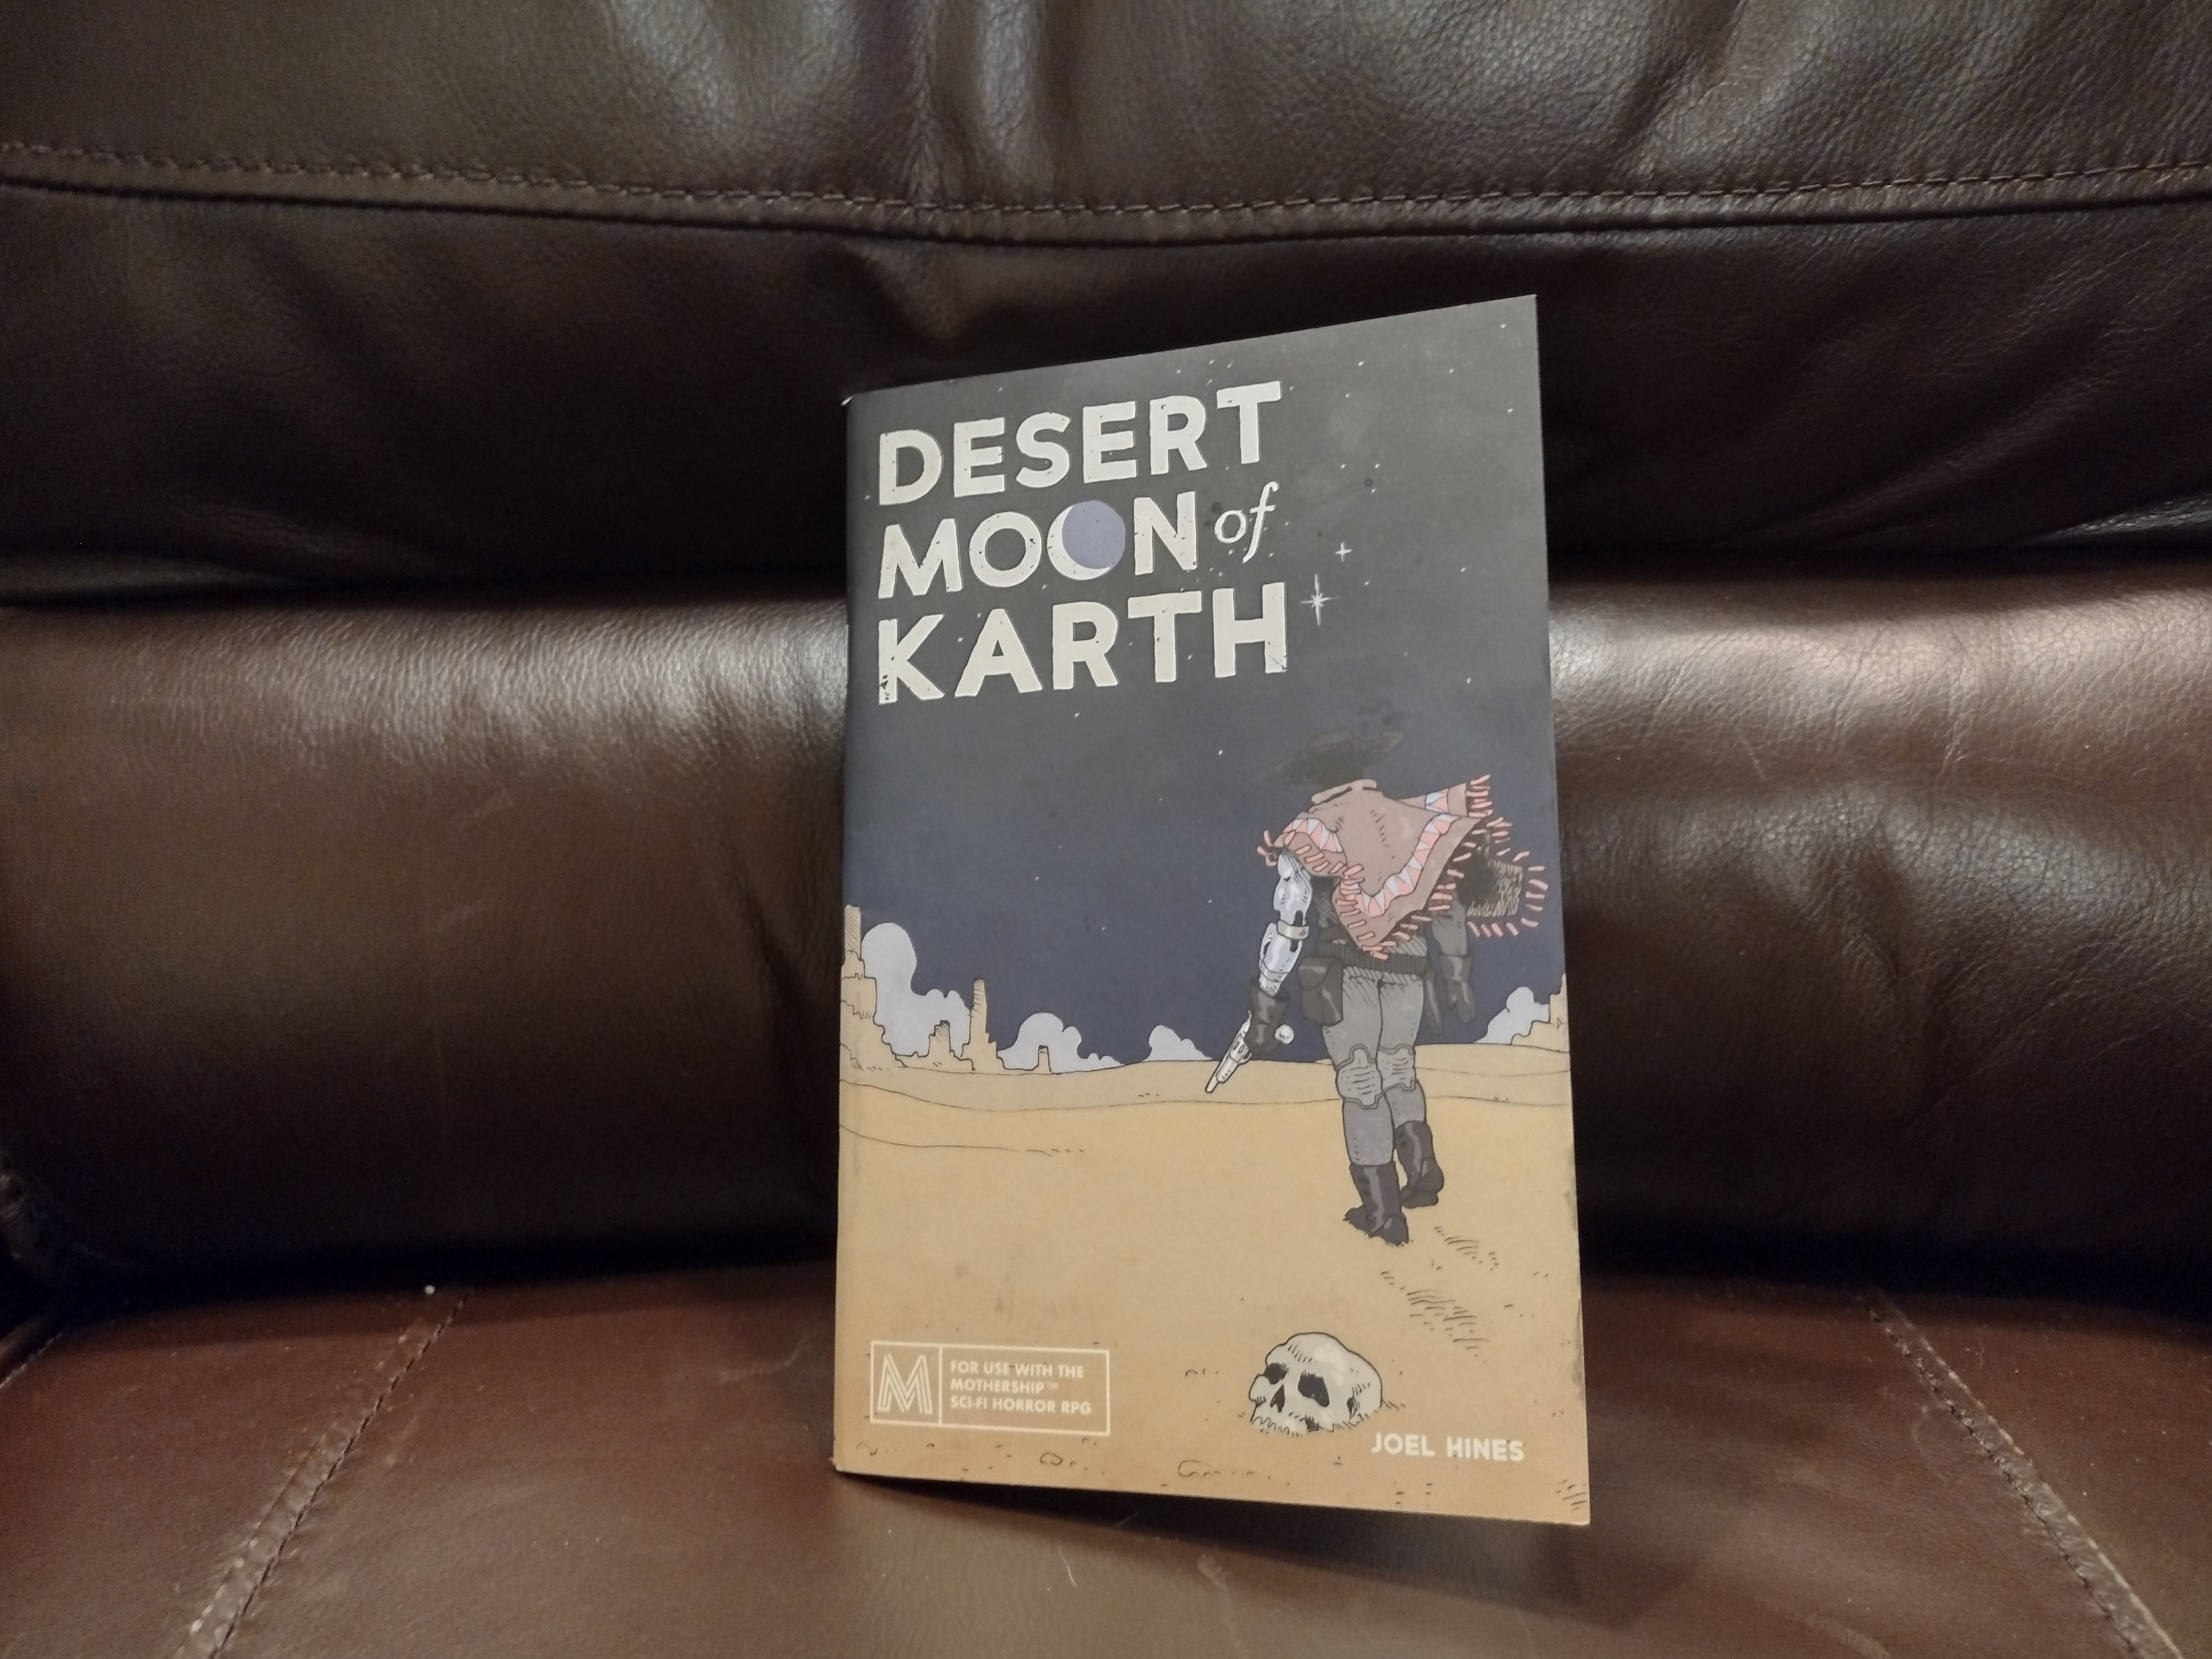 DESERT
MOON of
KARTH
M
FOR USE WITH THE
MOTHERSHIP™
SCI-FI HORROR RPG
JOEL HINES